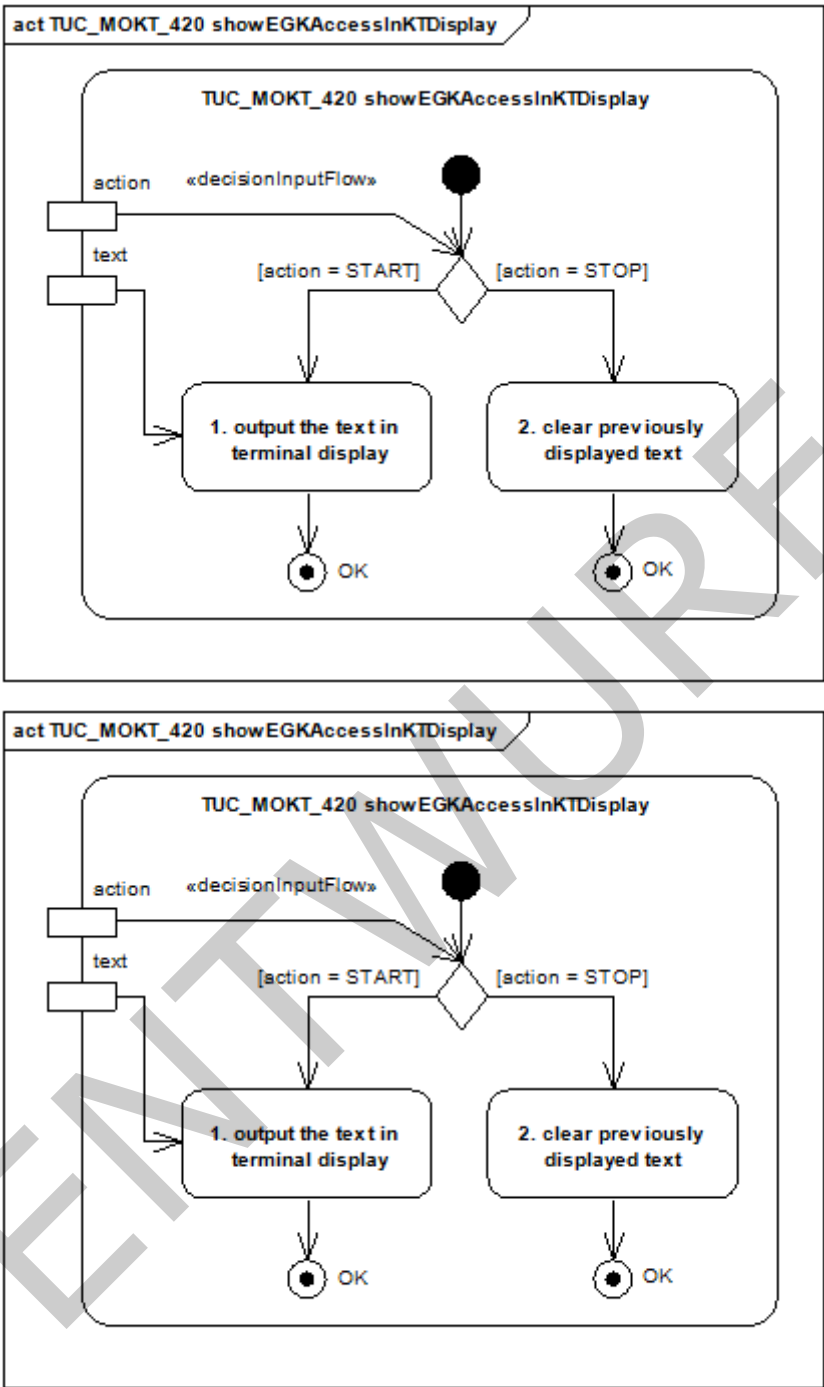 act TUC_MOKT_420 showEGKAccessInKTDisplay
TUC_MOKT_420 showEGKAccessInKTDisplay
action
«decisionInputFlow»
text
[action = START]
[action = STOP]
1. output the text in
terminal display
2. clear previously
displayed text
OK
OK
act TUC_MOKT_420 showEGKAccessInKTDisplay
TUC_MOKT_420 showEGKAccessInKTDisplay
action
«decisionInputFlow»
text
[action = START]
[action = STOP]
1. output the text in
terminal display
2. clear previously
displayed text
OK
OK
ENTWURF